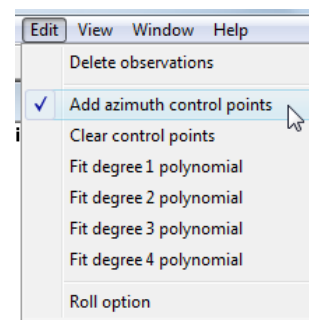 Edit View Window Help
Delete observations
Add azimuth control points
Clear control points
Fit degree 1 polynomial
Fit degree 2 polynomial
Fit degree 3 polynomial
Fit degree 4 polynomial
Roll option